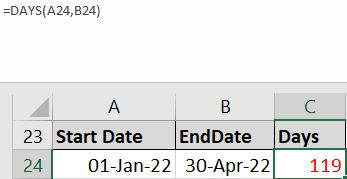 =DAYS(A24,B24)
A B C
23 Start Date EndDate Days
24 01-Jan-22 30-Apr-22 119